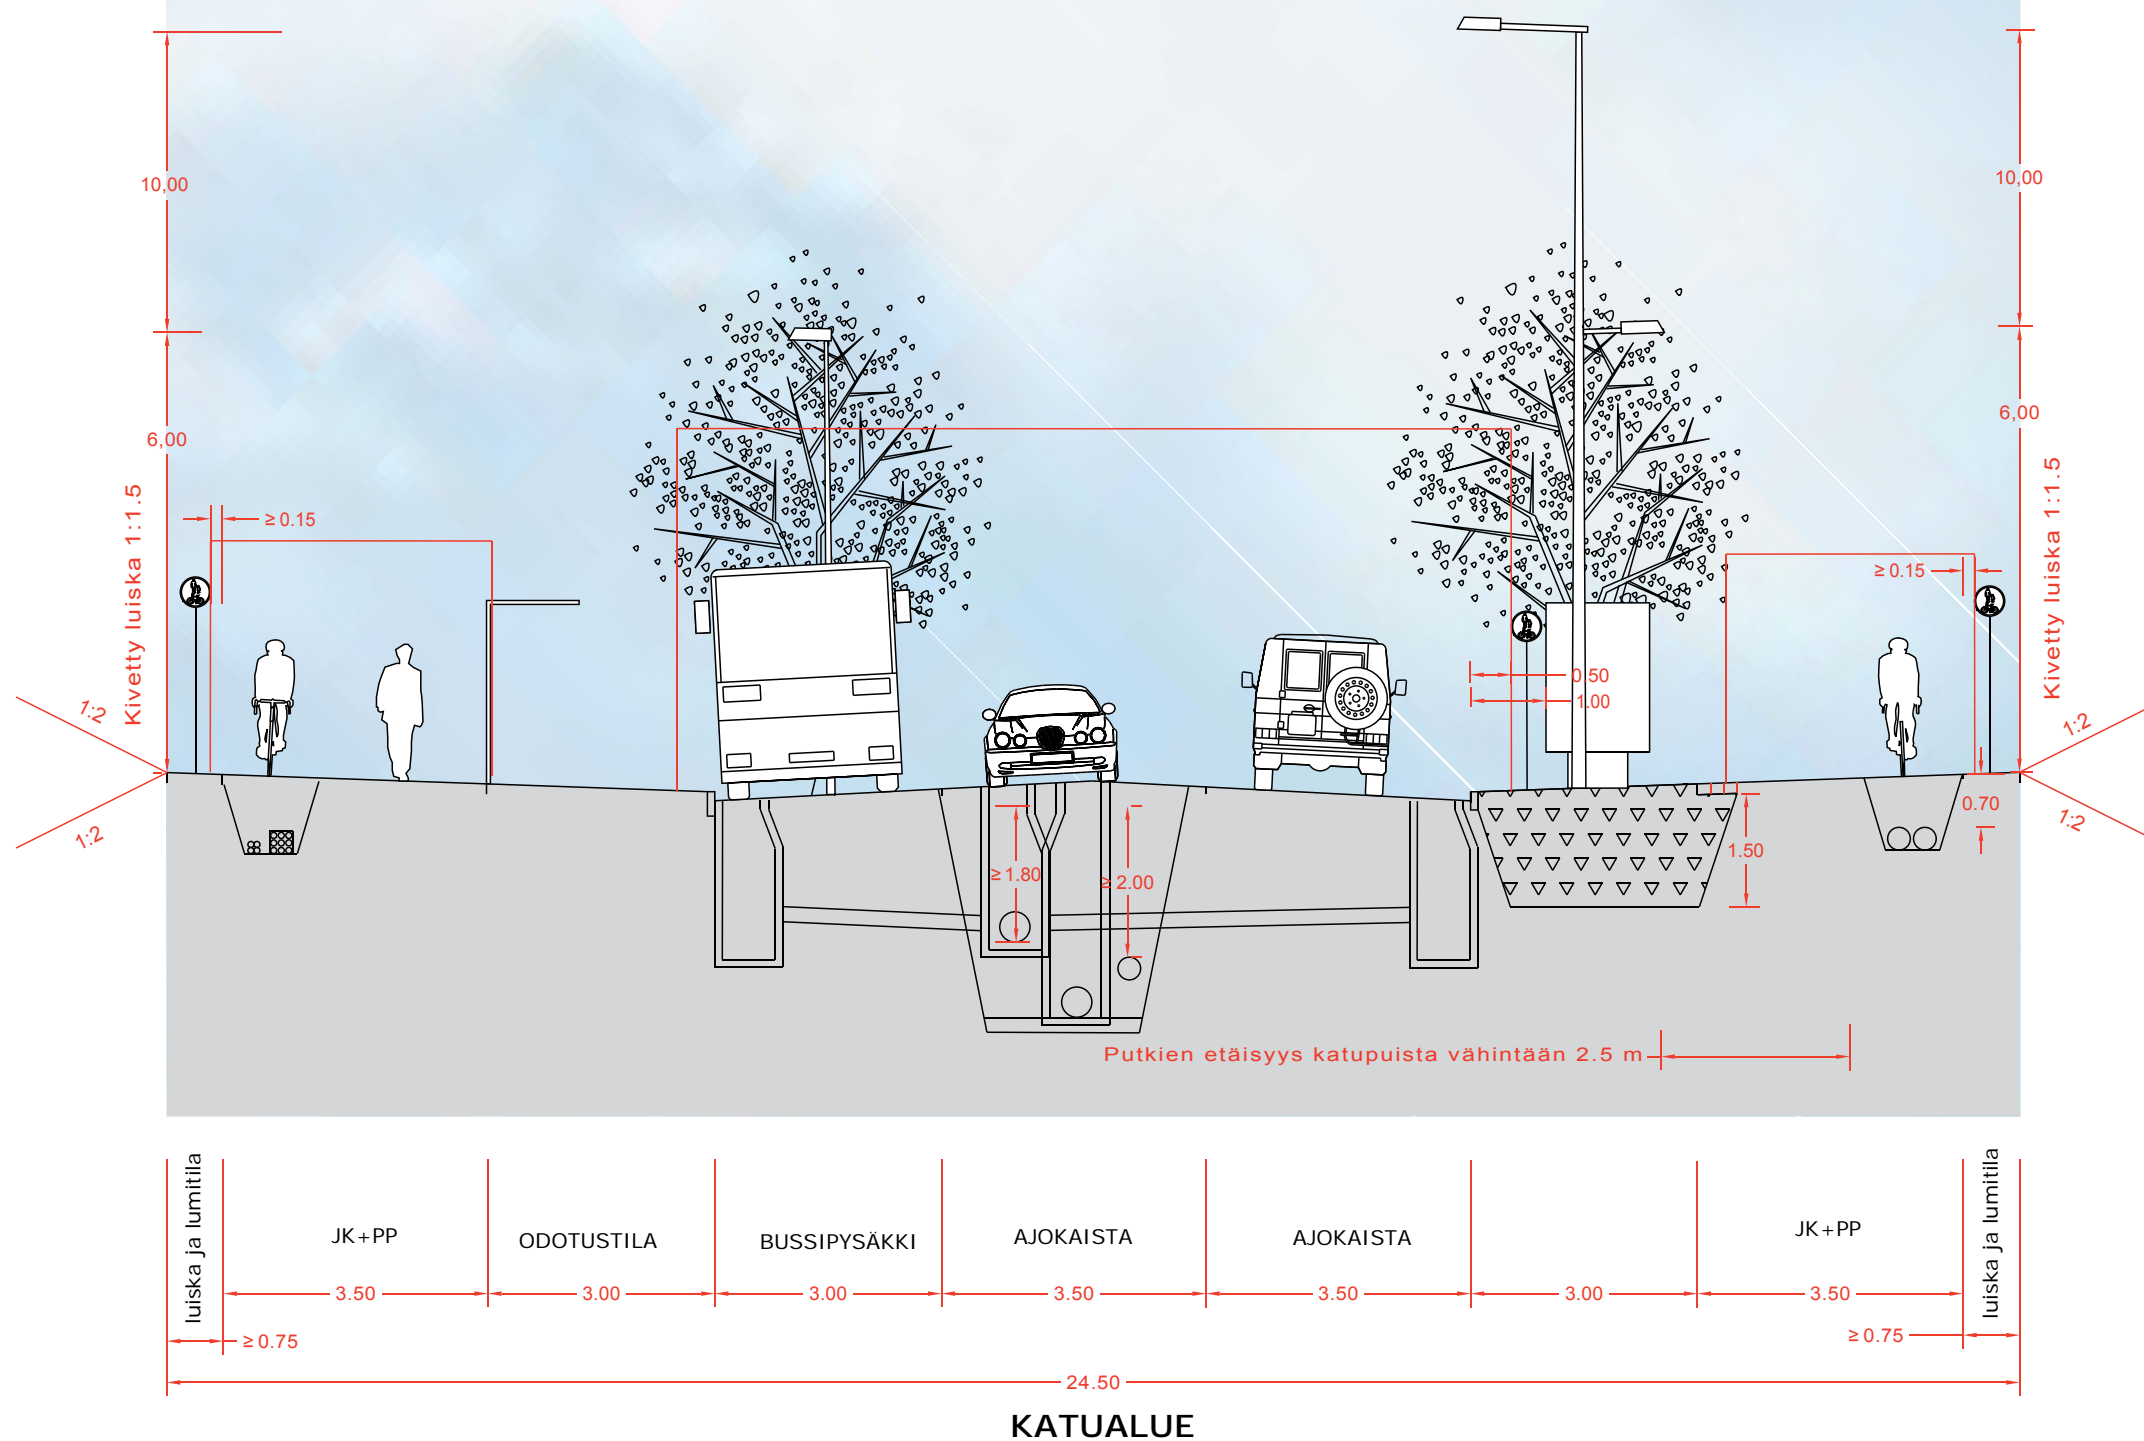 10,00
10,00
6,00
6,00
Kivetty luiska 1:1.5
Kivetty luiska 1:1.5
≥ 0.15
≥ 0.15
0.50
1.00
1:2
1:2
1:2
1:2
0.70
1.50
≥ 1.80
≥ 2.00
Putkien etäisyys katupuista vähintään 2.5 m
luiska ja lumitila
JK+PP
ODOTUSTILA
BUSSIPYSÄKKI
AJOKAISTA
AJOKAISTA
JK+PP
luiska ja lumitila
3.50
3.00
3.00
3.50
3.50
3.00
3.50
≥ 0.75
≥ 0.75
24.50
KATUALUE